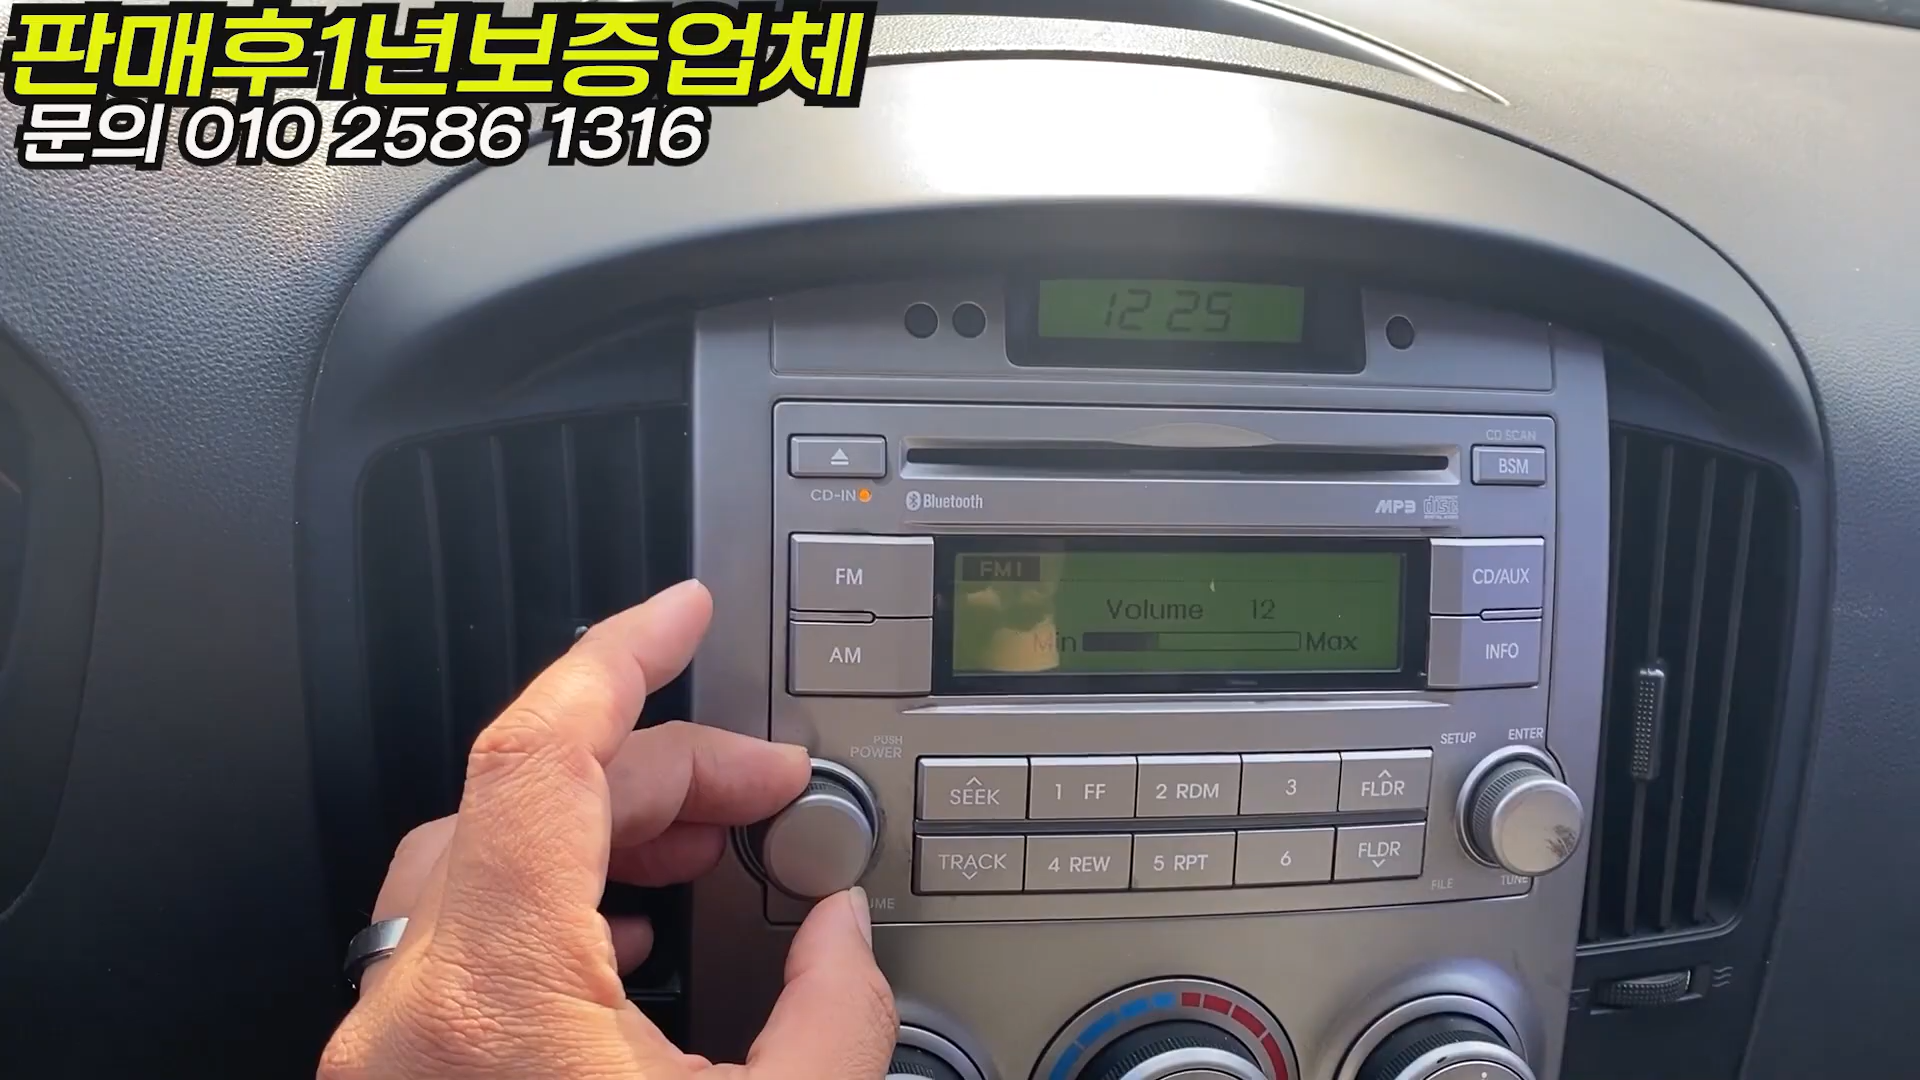 판매후1년보증업체
문의 010 2586 1316
12 25
CD SCAN
BSM
CD-IN
Bluetooth
MP3
FM
FM1
CD/AUX
Volume 12
Min Max
AM
INFO
PUSH
POWER
SETUP
ENTER
SEEK
1 FF
2 RDM
3
FLDR
TRACK
4 REW
5 RPT
6
FLDR
FILE
TUNE